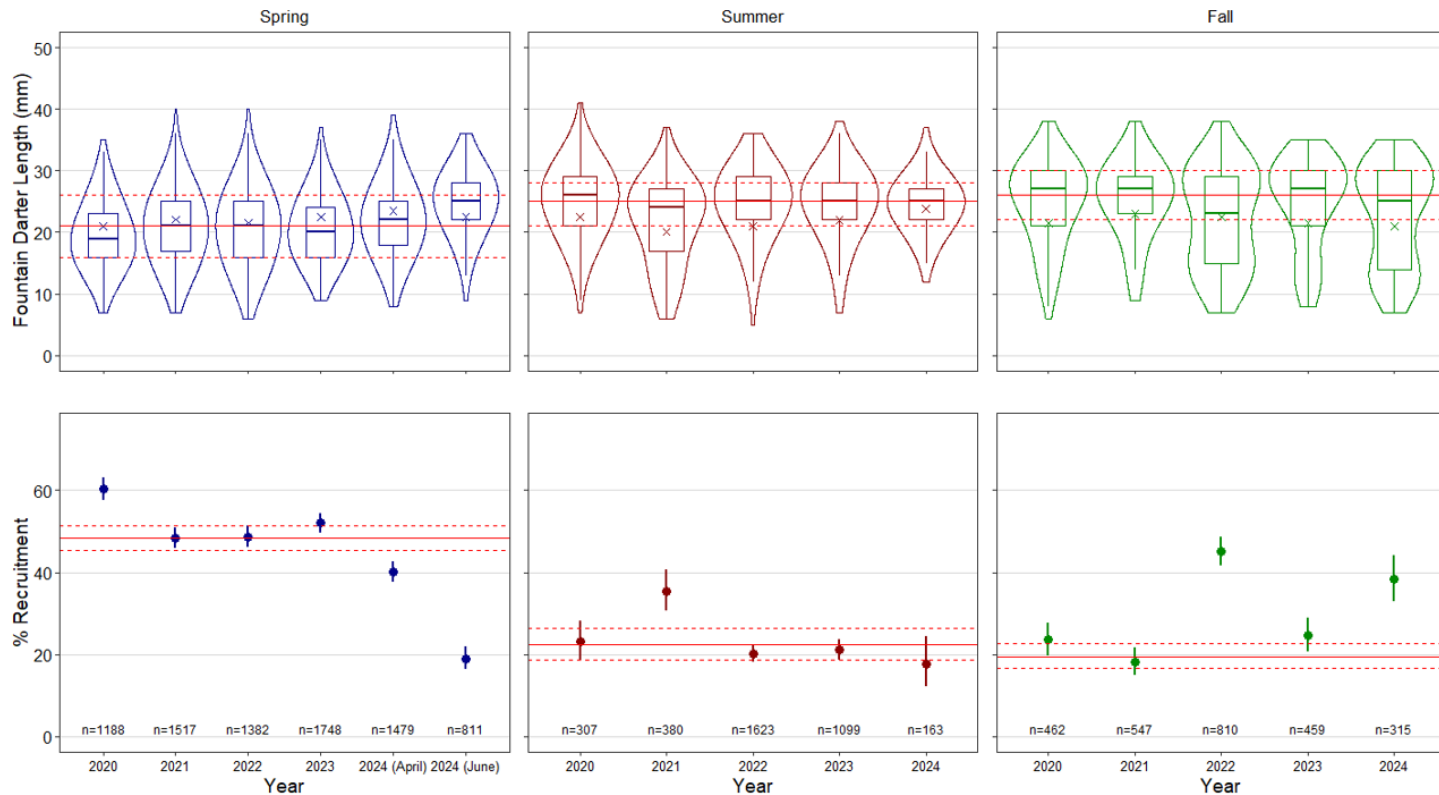 Spring
Summer
Fall
Fountain Darter Length (mm)
50
40
30
20
10
0
% Recruitment
60
40
20
0
n=1188 n=1517 n=1382 n=1748 n=1479 n=811
n=307 n=380 n=1623 n=1099 n=163
n=462 n=547 n=810 n=459 n=315
2020 2021 2022 2023 2024 (April) 2024 (June)
2020 2021 2022 2023 2024
2020 2021 2022 2023 2024
Year
Year
Year